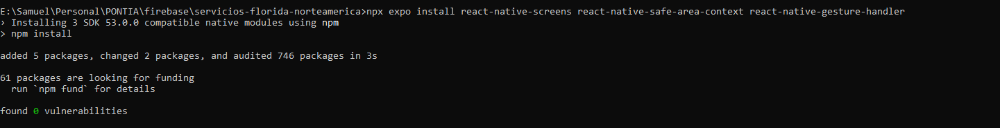 E:\Samuel\Personal\PONTIA\firebase\servicios-florida-norteamerica>npx expo install react-native-screens react-native-safe-area-context react-native-gesture-handler
› Installing 3 SDK 53.0.0 compatible native modules using npm
> npm install
added 5 packages, changed 2 packages, and audited 746 packages in 3s
61 packages are looking for funding
run `npm fund` for details
found 0 vulnerabilities